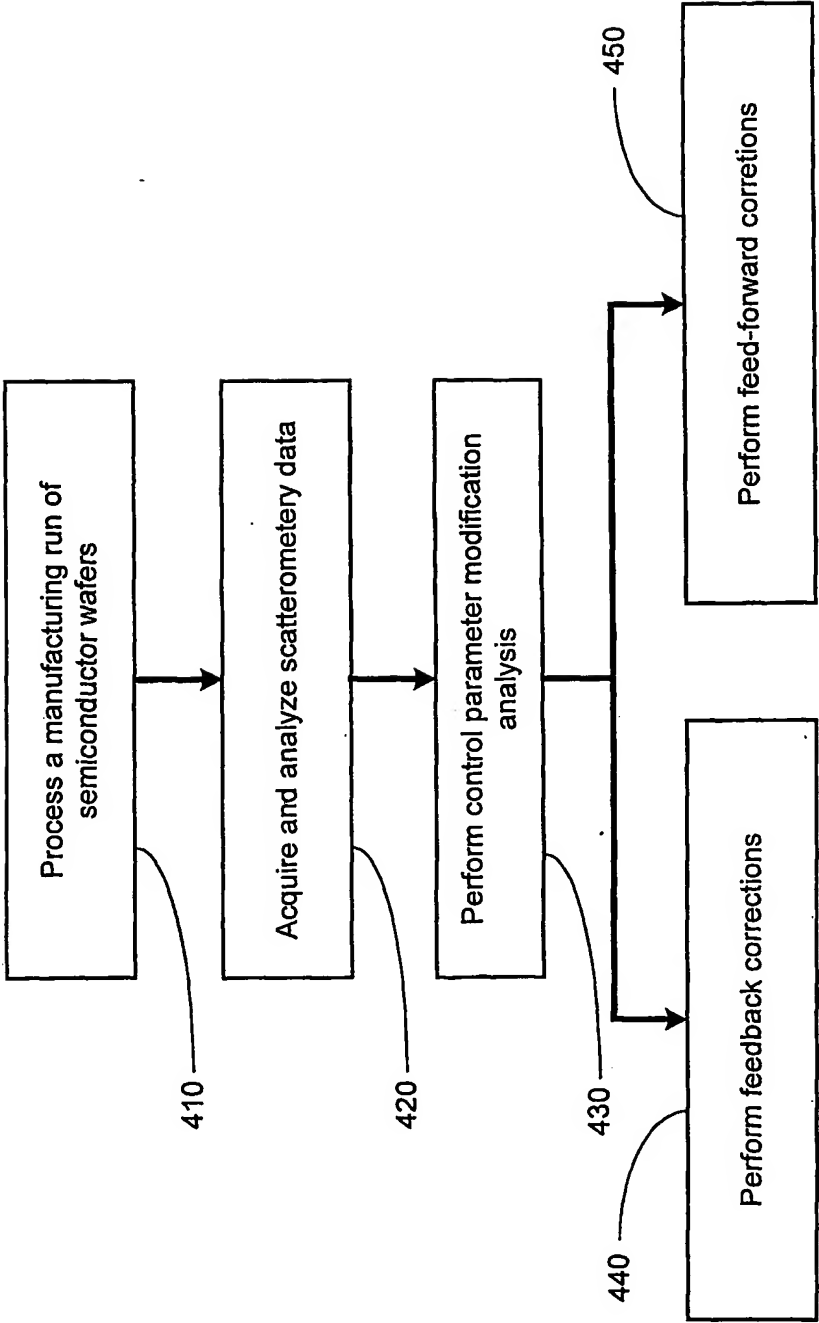 Process a manufacturing run of
semiconductor wafers
410
Acquire and analyze scatterometery data
420
Perform control parameter modification
analysis
430
Perform feedback corrections
440
Perform feed-forward corretions
450